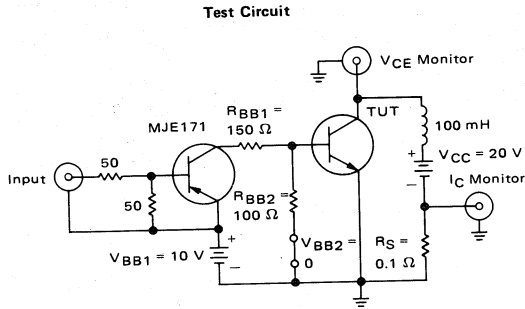 Test Circuit
VCE Monitor
RBB1 =
150 Ω
MJE171
TUT
100 mH
+
VCC = 20 V
−
IC Monitor
50
Input
50
RBB2 =
100 Ω
VBB1 = 10 V
+
−
VBB2 =
0
RS =
0.1 Ω